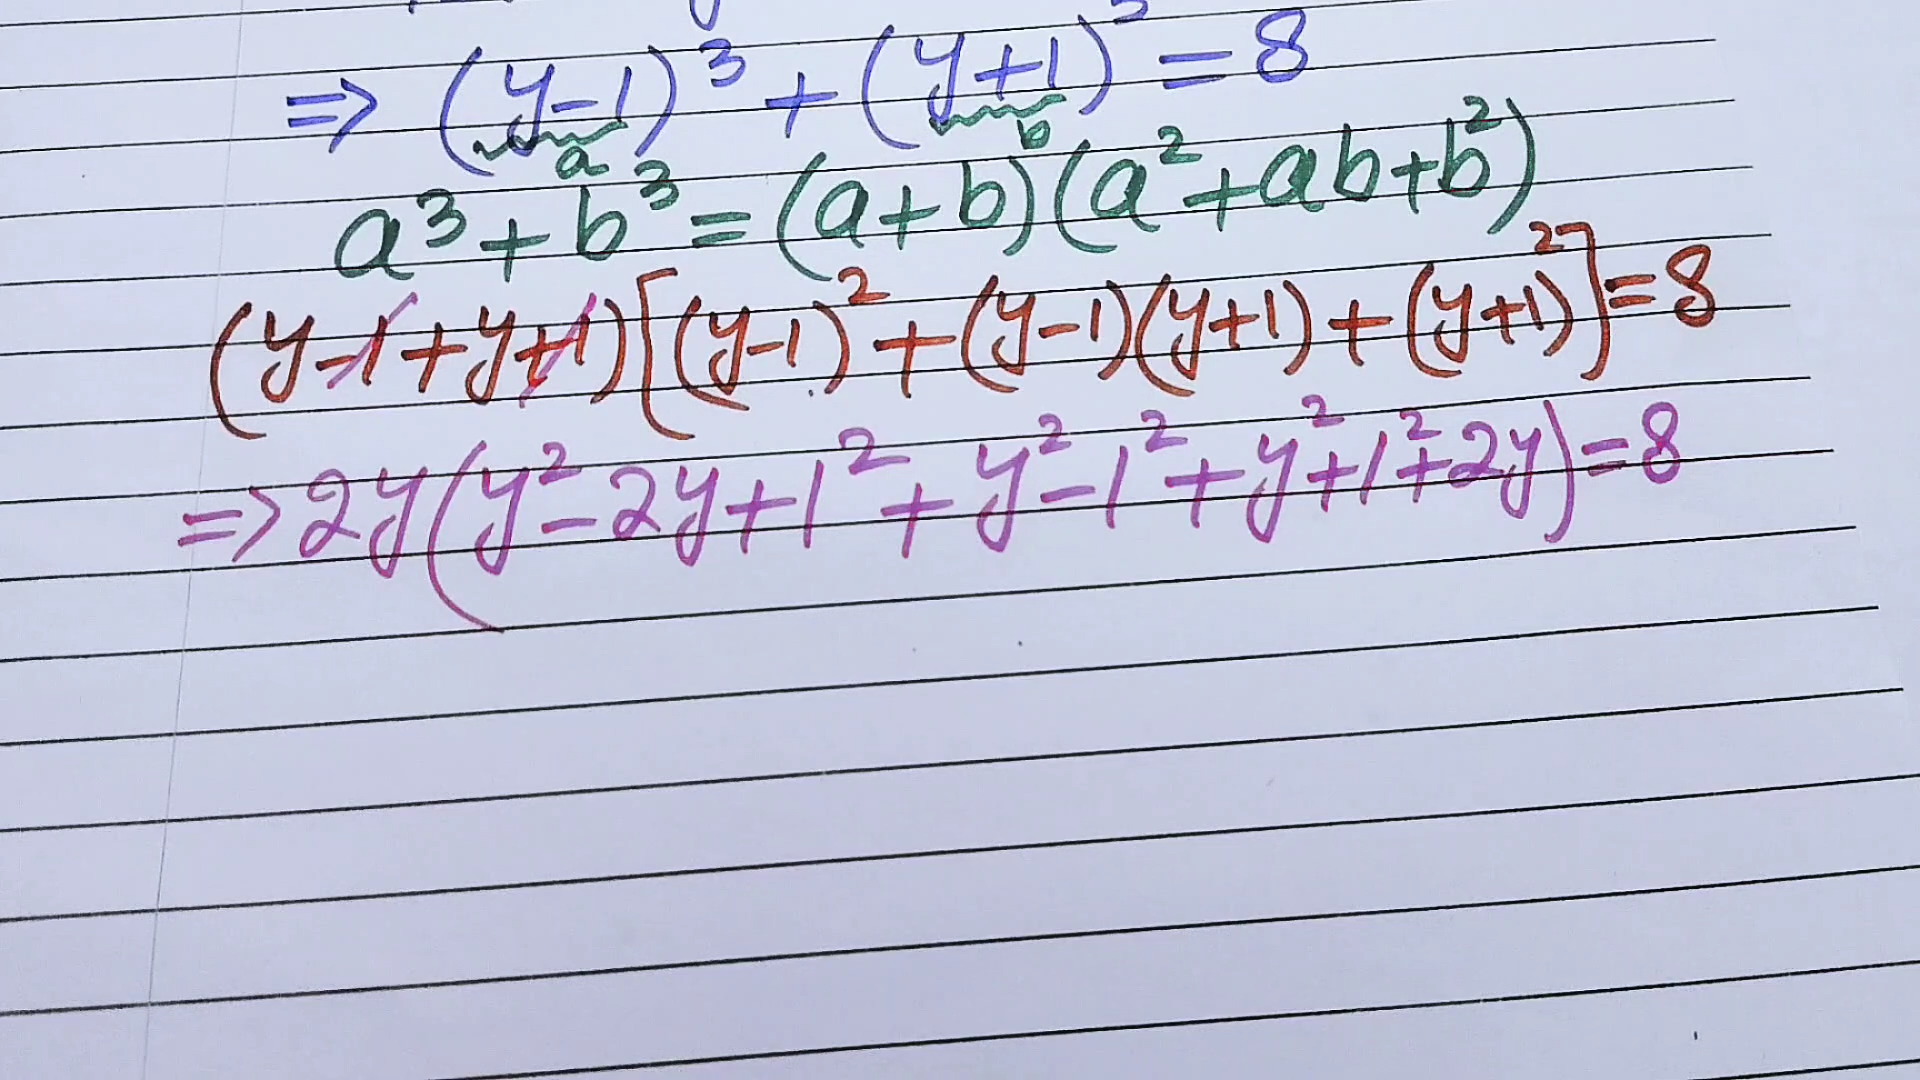 => (y-1)³ + (y+1)³ = 8
a b
a³ + b³ = (a+b)(a²+ab+b²)
(y-1+y+1)[(y-1)² + (y-1)(y+1) + (y+1)²] = 8
=> 2y(y²-2y+1² + y²-1² + y²+1²+2y) = 8